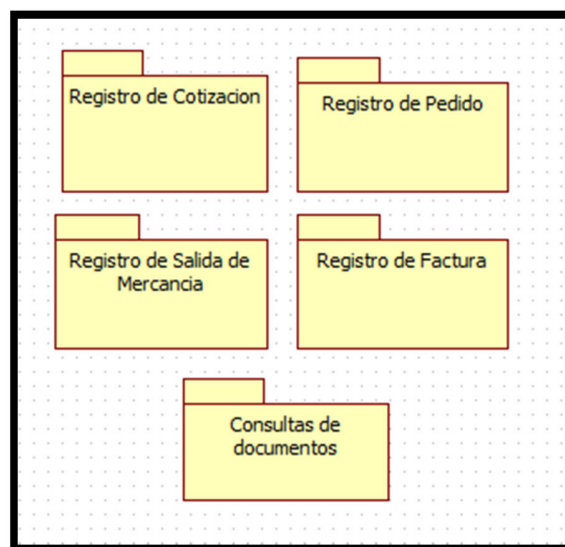 Registro de Cotizacion
Registro de Pedido
Registro de Salida de
Mercancia
Registro de Factura
Consultas de
documentos